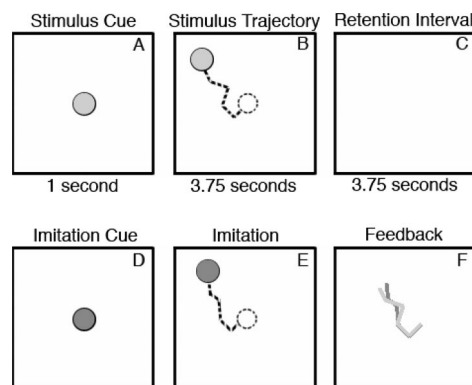 Stimulus Cue
A
1 second
Stimulus Trajectory
B
3.75 seconds
Retention Interval
C
3.75 seconds
Imitation Cue
D
Imitation
E
Feedback
F